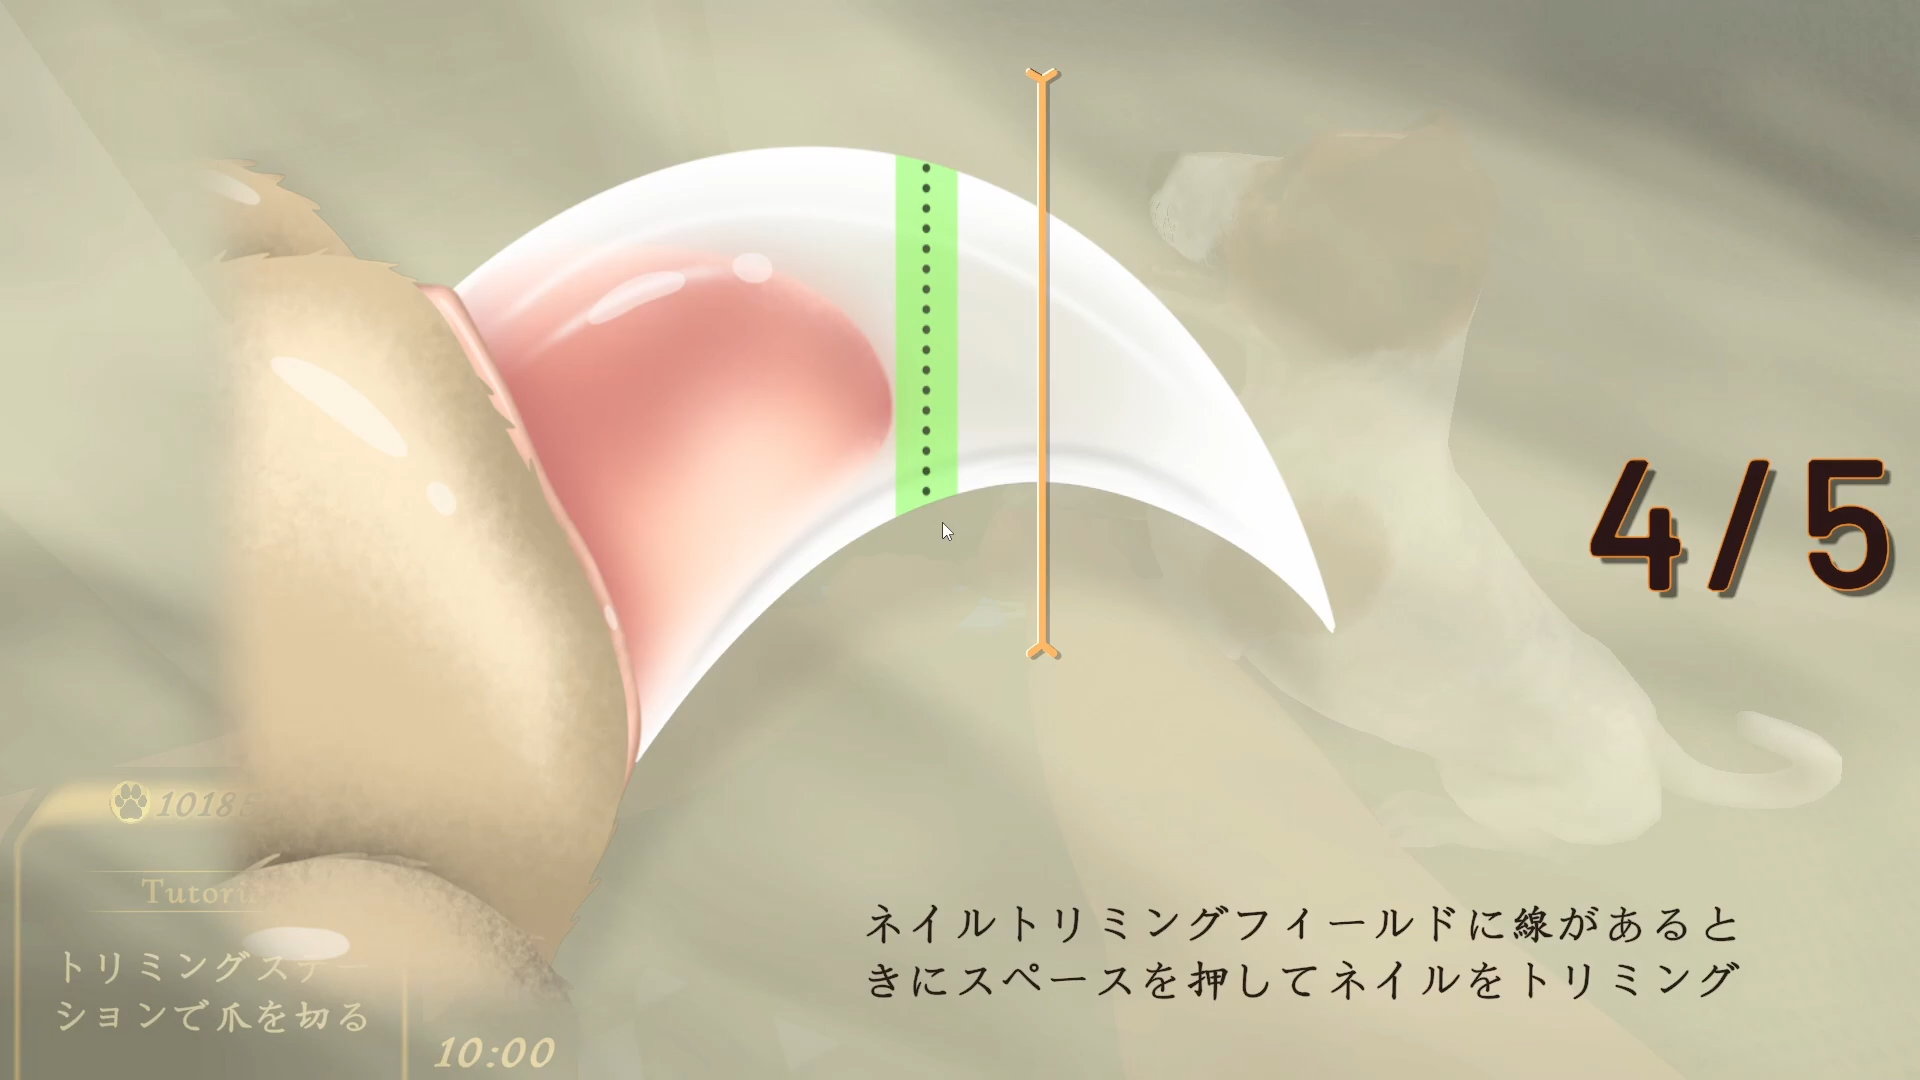 4/5
10185
ネイルトリミングフィールドに線があると
きにスペースを押してネイルをトリミング
トリミングステー
ションで爪を切る
10:00